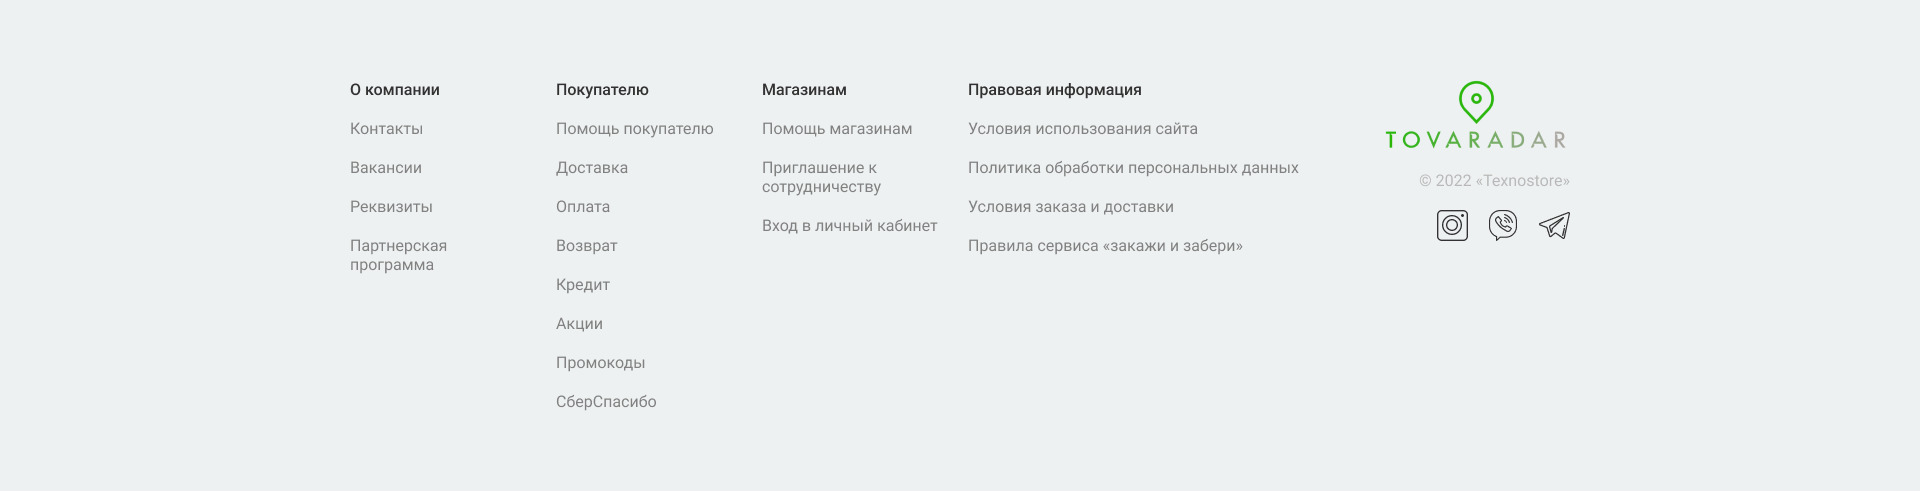 О компании
Контакты
Вакансии
Реквизиты
Партнерская
программа
Покупателю
Помощь покупателю
Доставка
Оплата
Возврат
Кредит
Акции
Промокоды
СберСпасибо
Магазинам
Помощь магазинам
Приглашение к
сотрудничеству
Вход в личный кабинет
Правовая информация
Условия использования сайта
Политика обработки персональных данных
Условия заказа и доставки
Правила сервиса «закажи и забери»
TOVARADAR
© 2022 «Texnostore»